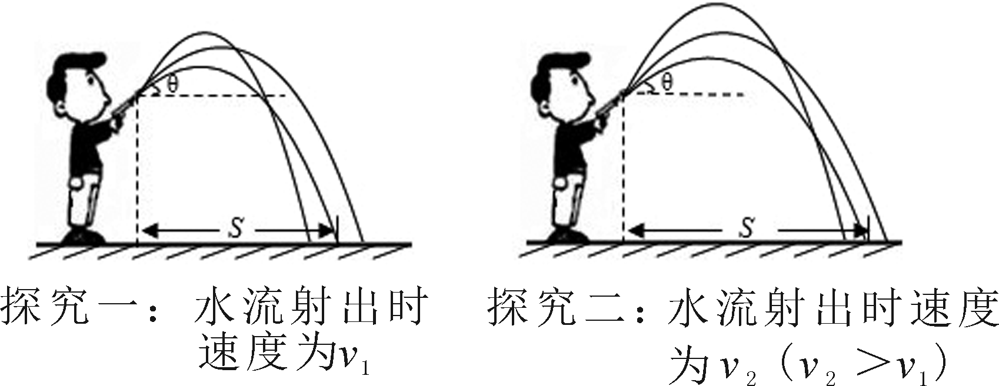 θ
S
θ
S
探究一：水流射出时
速度为v₁
探究二：水流射出时速度
为v₂（v₂＞v₁）